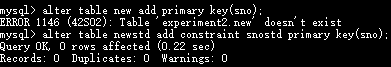 mysql> alter table new add primary key(sno);
ERROR 1146 (42S02): Table 'experiment2.new' doesn't exist
mysql> alter table newstd add constraint snostd primary key(sno);
Query OK, 0 rows affected (0.22 sec)
Records: 0  Duplicates: 0  Warnings: 0